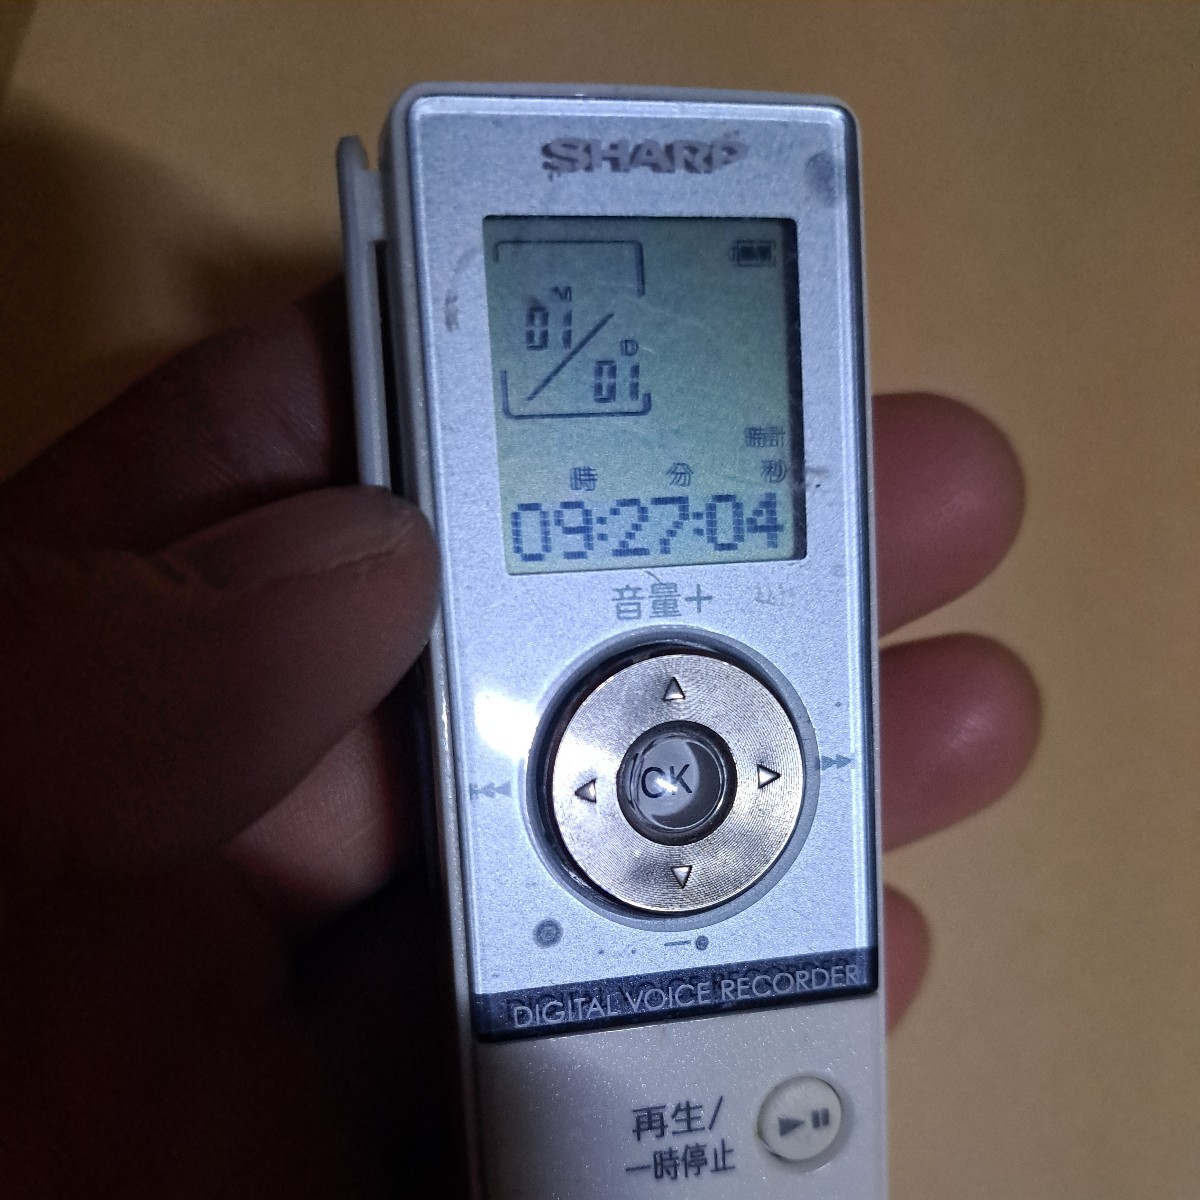 SHARP
01 M
/
01 D
時計
時 分 秒
09:27:04
音量+
OK
DIGITAL VOICE RECORDER
再生/
一時停止